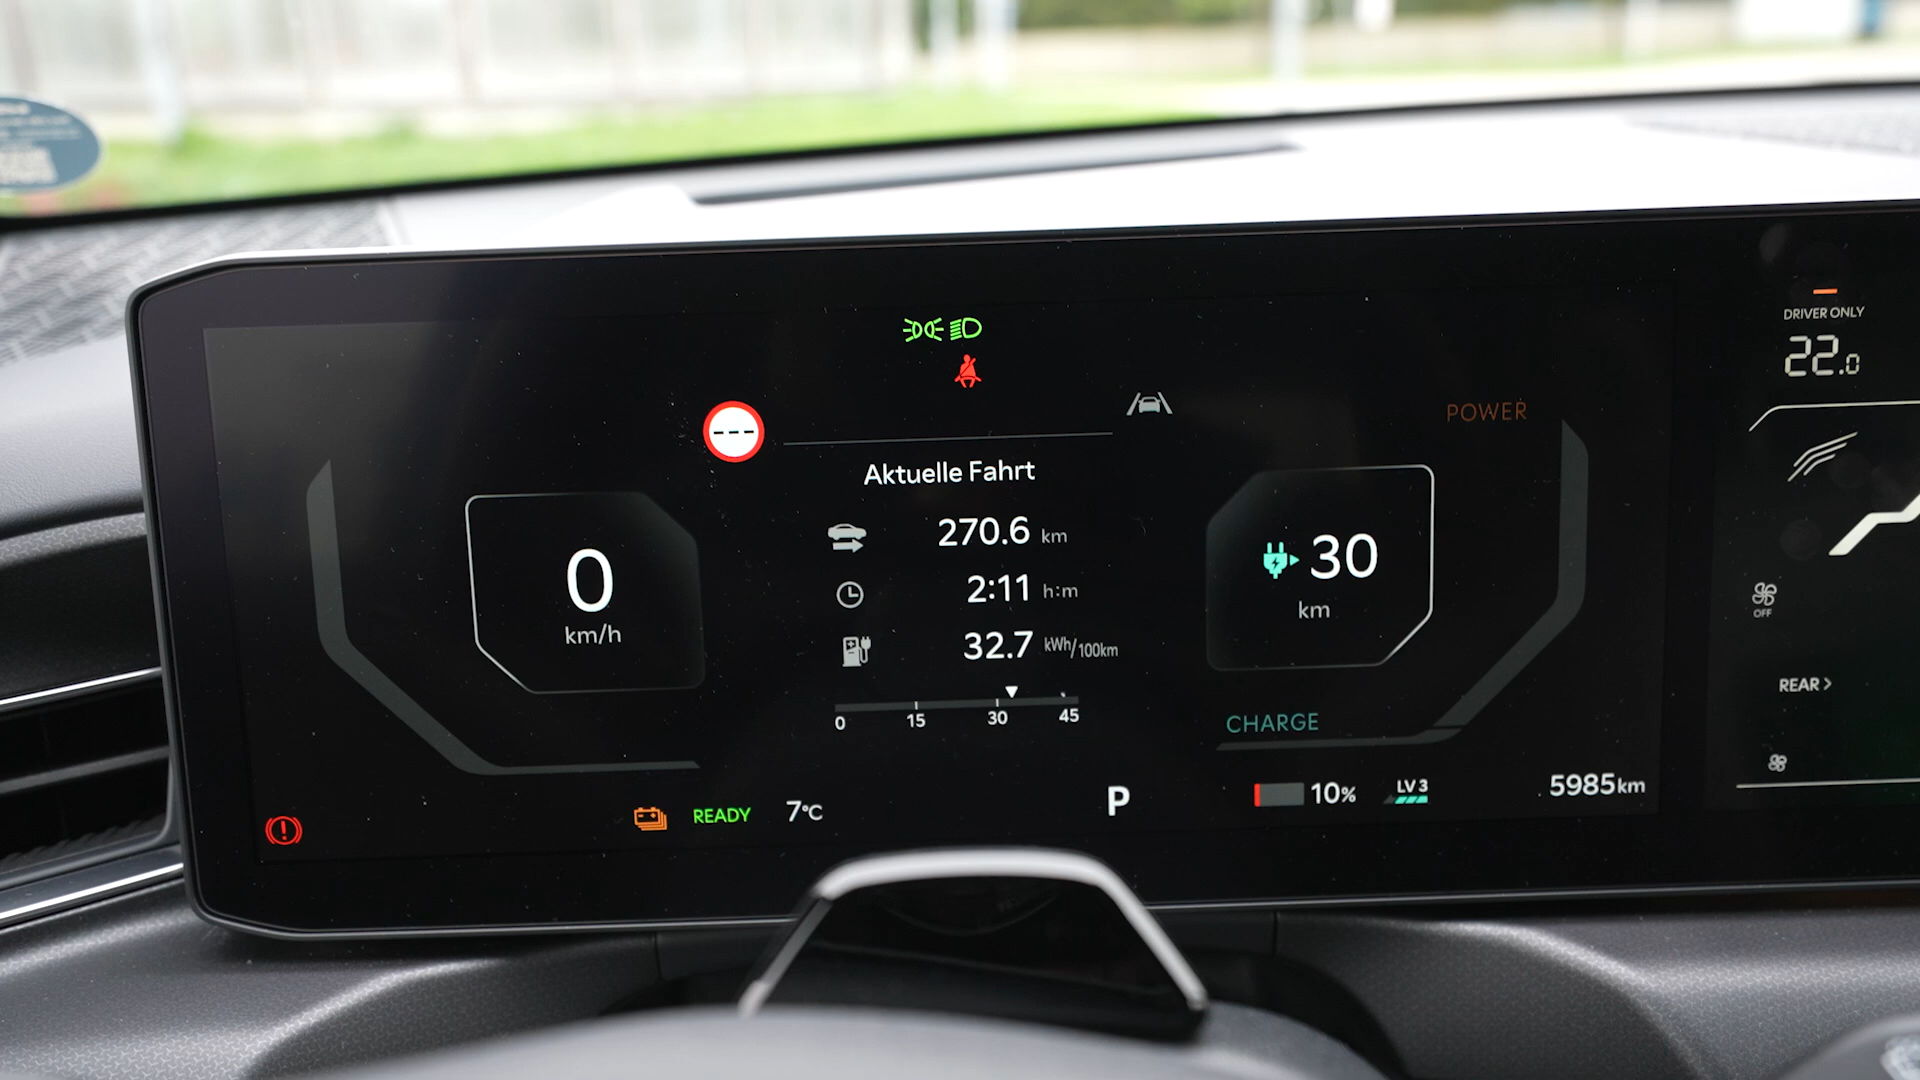 DRIVER ONLY
22.0
POWER
---
Aktuelle Fahrt
270.6 km
2:11 h:m
32.7 kWh/100km
0 15 30 45
0
km/h
30
km
OFF
REAR >
CHARGE
READY 7°C P 10% LV 3 5985km